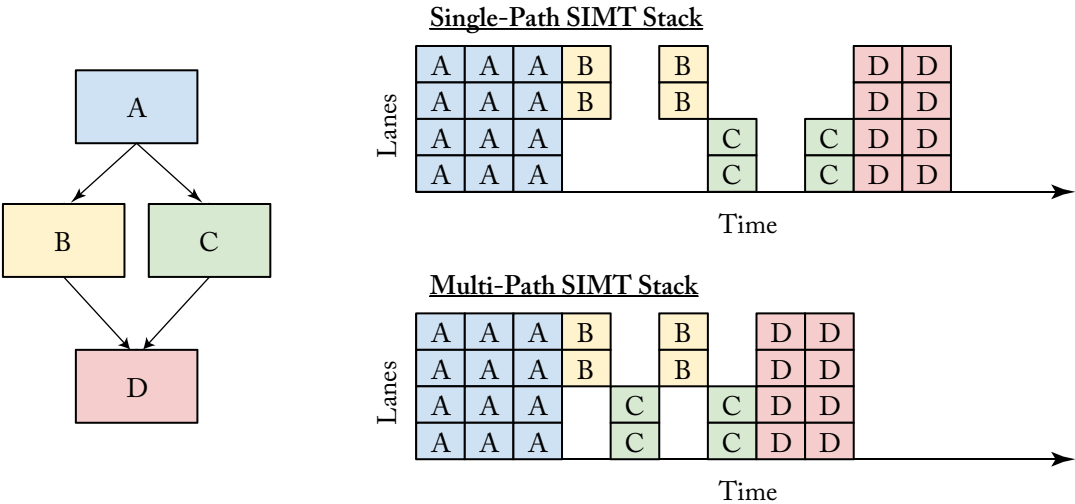 A
B C
D
Single-Path SIMT Stack
Lanes
A A A B B D D
A A A B B D D
A A A C C D D
A A A C C D D
Time
Multi-Path SIMT Stack
Lanes
A A A B B D D
A A A B B D D
A A A C C D D
A A A C C D D
Time